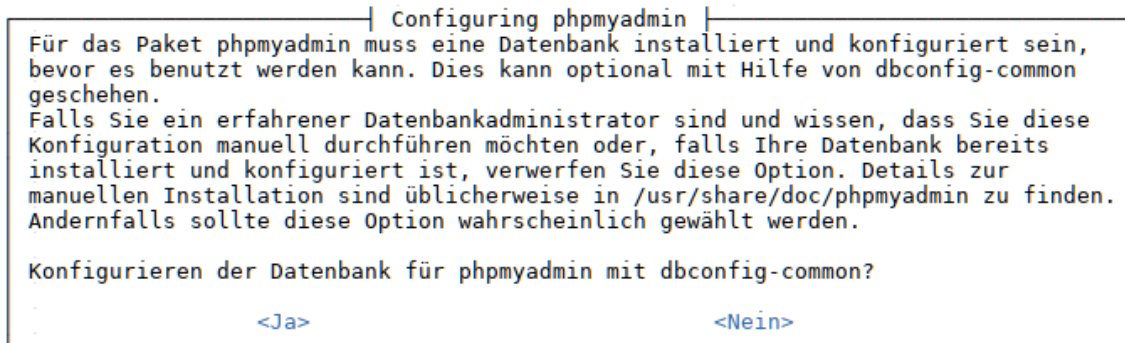 Configuring phpmyadmin
Für das Paket phpmyadmin muss eine Datenbank installiert und konfiguriert sein,
bevor es benutzt werden kann. Dies kann optional mit Hilfe von dbconfig-common
geschehen.
Falls Sie ein erfahrener Datenbankadministrator sind und wissen, dass Sie diese
Konfiguration manuell durchführen möchten oder, falls Ihre Datenbank bereits
installiert und konfiguriert ist, verwerfen Sie diese Option. Details zur
manuellen Installation sind üblicherweise in /usr/share/doc/phpmyadmin zu finden.
Andernfalls sollte diese Option wahrscheinlich gewählt werden.
Konfigurieren der Datenbank für phpmyadmin mit dbconfig-common?
<Ja> <Nein>